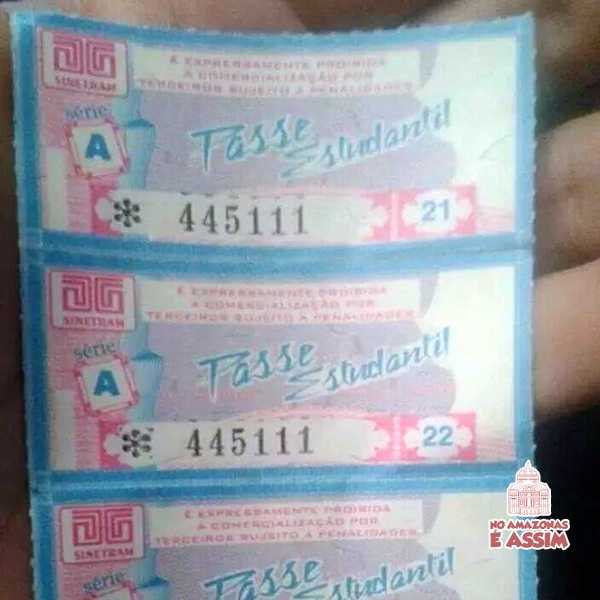 SINETRAM
É EXPRESSAMENTE PROIBIDA
A COMERCIALIZAÇÃO POR
TERCEIROS SUJEITO A PENALIDADES
série
A
Passe Estudantil
* 445111
21
SINETRAM
É EXPRESSAMENTE PROIBIDA
A COMERCIALIZAÇÃO POR
TERCEIROS SUJEITO A PENALIDADES
série
A
Passe Estudantil
* 445111
22
SINETRAM
É EXPRESSAMENTE PROIBIDA
A COMERCIALIZAÇÃO POR
TERCEIROS SUJEITO A PENALIDADES
série
Passe Estudantil
NO AMAZONAS
É ASSIM